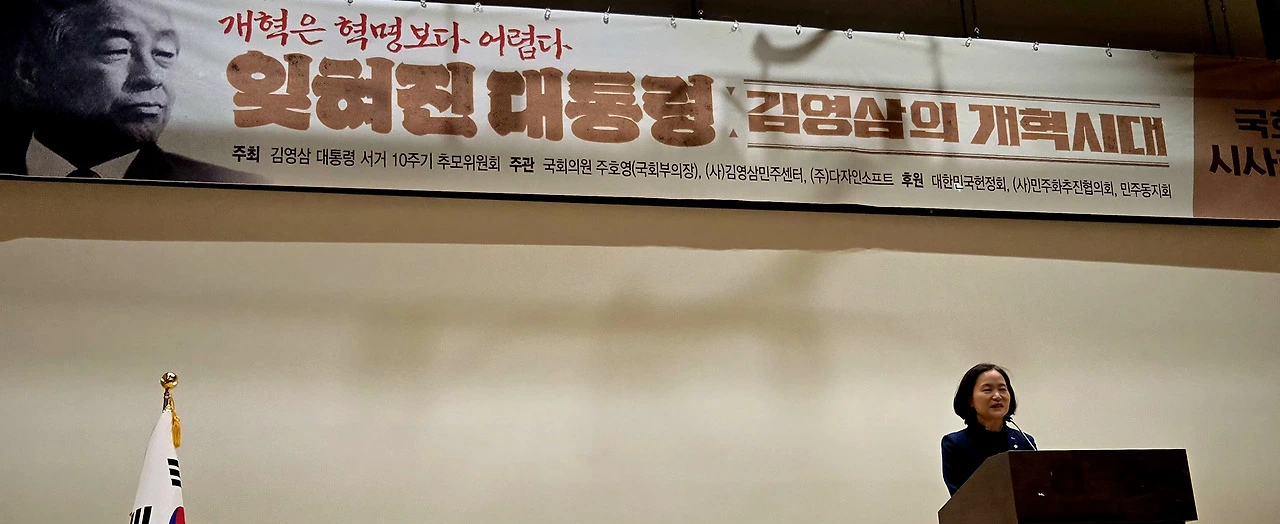 개혁은 혁명보다 어렵다
잊혀진 대통령: 김영삼의 개혁시대
주최 김영삼 대통령 서거 10주기 추모위원회 주관 국회의원 주호영(국회부의장), (사)김영삼민주센터, (주)다자인소프트 후원 대한민국헌정회, (사)민주화추진협의회, 민주동지회
시사